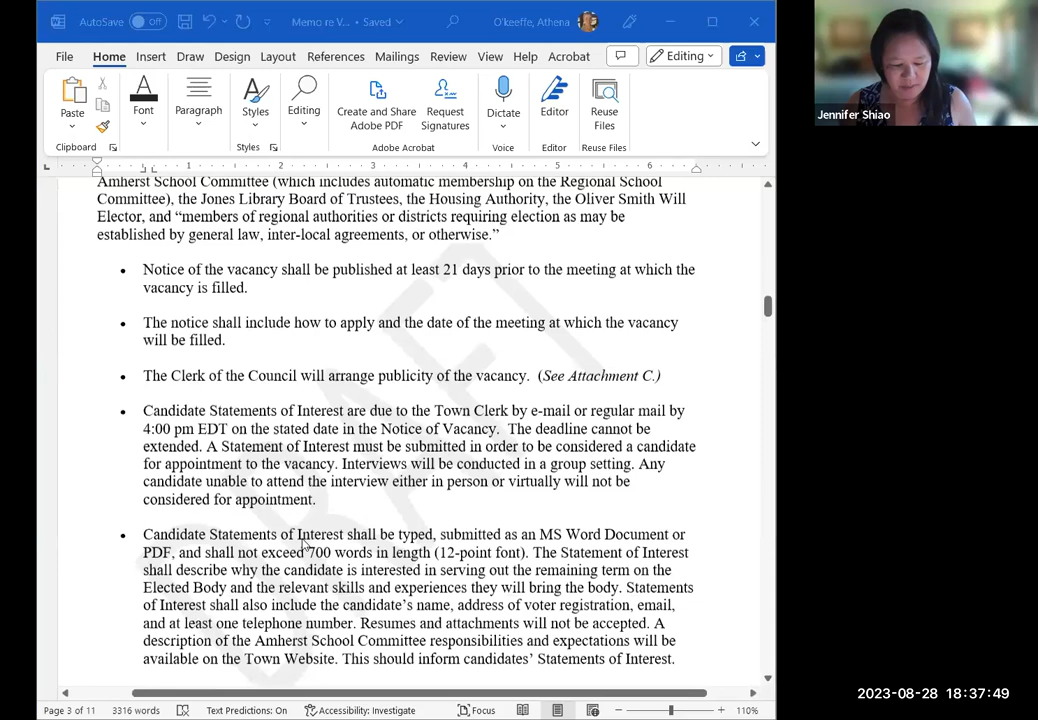 AutoSave Off Memo re V... • Saved O'keeffe, Athena
File Home Insert Draw Design Layout References Mailings Review View Help Acrobat Editing
Paste Font Paragraph Styles Editing Create and Share Adobe PDF Request Signatures Dictate Editor Reuse Files
Clipboard Styles Adobe Acrobat Voice Editor Reuse Files
1 2 3 4 5 6
Amherst School Committee (which includes automatic membership on the Regional School
Committee), the Jones Library Board of Trustees, the Housing Authority, the Oliver Smith Will
Elector, and “members of regional authorities or districts requiring election as may be
established by general law, inter-local agreements, or otherwise.”
• Notice of the vacancy shall be published at least 21 days prior to the meeting at which the
vacancy is filled.
• The notice shall include how to apply and the date of the meeting at which the vacancy
will be filled.
• The Clerk of the Council will arrange publicity of the vacancy. (See Attachment C.)
• Candidate Statements of Interest are due to the Town Clerk by e-mail or regular mail by
4:00 pm EDT on the stated date in the Notice of Vacancy. The deadline cannot be
extended. A Statement of Interest must be submitted in order to be considered a candidate
for appointment to the vacancy. Interviews will be conducted in a group setting. Any
candidate unable to attend the interview either in person or virtually will not be
considered for appointment.
• Candidate Statements of Interest shall be typed, submitted as an MS Word Document or
PDF, and shall not exceed 700 words in length (12-point font). The Statement of Interest
shall describe why the candidate is interested in serving out the remaining term on the
Elected Body and the relevant skills and experiences they will bring the body. Statements
of Interest shall also include the candidate’s name, address of voter registration, email,
and at least one telephone number. Resumes and attachments will not be accepted. A
description of the Amherst School Committee responsibilities and expectations will be
available on the Town Website. This should inform candidates’ Statements of Interest.
DRAFT
Page 3 of 11 3316 words Text Predictions: On Accessibility: Investigate Focus 110%
Jennifer Shiao
2023-08-28 18:37:49